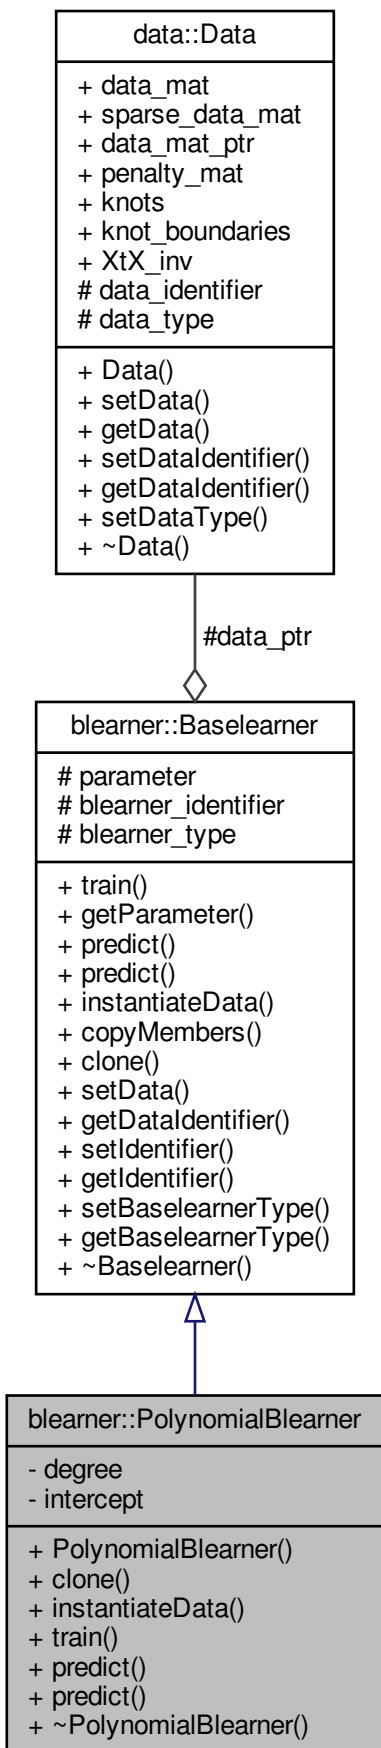 data::Data
+ data_mat
+ sparse_data_mat
+ data_mat_ptr
+ penalty_mat
+ knots
+ knot_boundaries
+ XtX_inv
# data_identifier
# data_type
+ Data()
+ setData()
+ getData()
+ setDataIdentifier()
+ getDataIdentifier()
+ setDataType()
+ ~Data()
#data_ptr
blearner::Baselearner
# parameter
# blearner_identifier
# blearner_type
+ train()
+ getParameter()
+ predict()
+ predict()
+ instantiateData()
+ copyMembers()
+ clone()
+ setData()
+ getDataIdentifier()
+ setIdentifier()
+ getIdentifier()
+ setBaselearnerType()
+ getBaselearnerType()
+ ~Baselearner()
blearner::PolynomialBlearner
- degree
- intercept
+ PolynomialBlearner()
+ clone()
+ instantiateData()
+ train()
+ predict()
+ predict()
+ ~PolynomialBlearner()